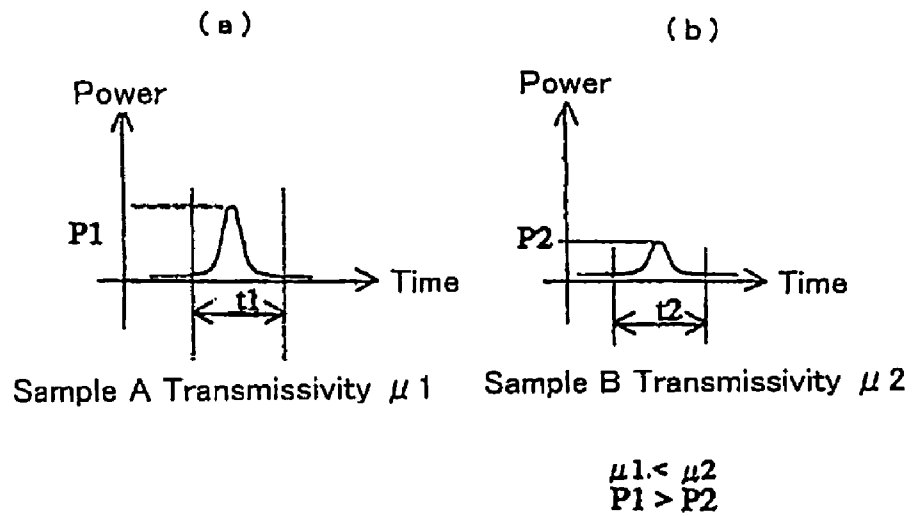 (a)
Power
P1
t1
Time
Sample A Transmissivity μ1
(b)
Power
P2
t2
Time
Sample B Transmissivity μ2
μ1.< μ2
P1 > P2